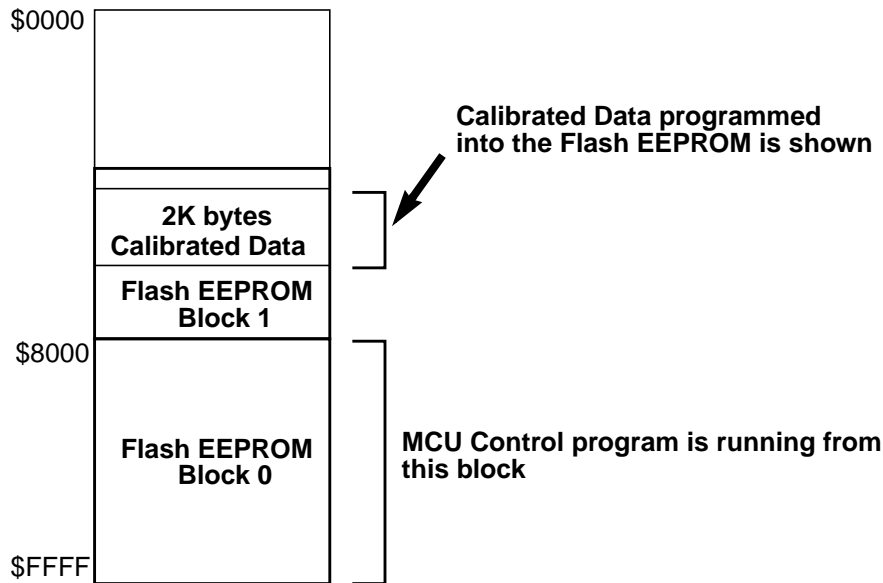 $0000
Calibrated Data programmed
into the Flash EEPROM is shown
2K bytes
Calibrated Data
Flash EEPROM
Block 1
$8000
Flash EEPROM
Block 0
MCU Control program is running from
this block
$FFFF